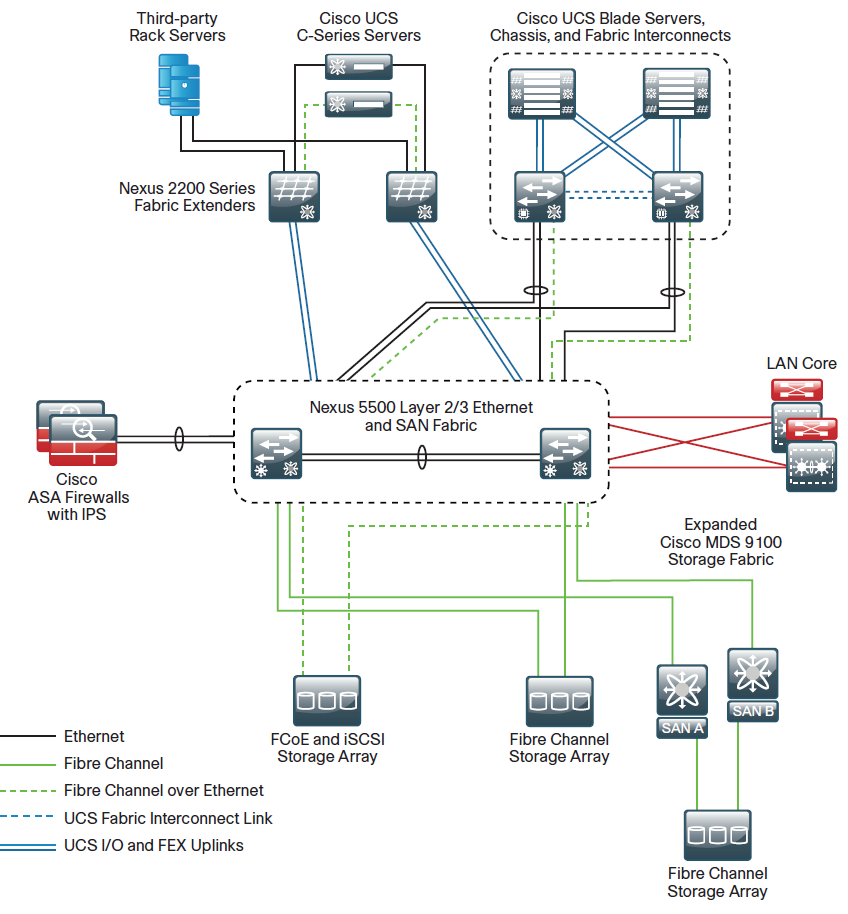 Third-party
Rack Servers
Cisco UCS
C-Series Servers
Cisco UCS Blade Servers,
Chassis, and Fabric Interconnects
Nexus 2200 Series
Fabric Extenders
LAN Core
Nexus 5500 Layer 2/3 Ethernet
and SAN Fabric
Cisco
ASA Firewalls
with IPS
Expanded
Cisco MDS 9100
Storage Fabric
SAN B
SAN A
FCoE and iSCSI
Storage Array
Fibre Channel
Storage Array
Ethernet
Fibre Channel
Fibre Channel over Ethernet
UCS Fabric Interconnect Link
UCS I/O and FEX Uplinks
Fibre Channel
Storage Array